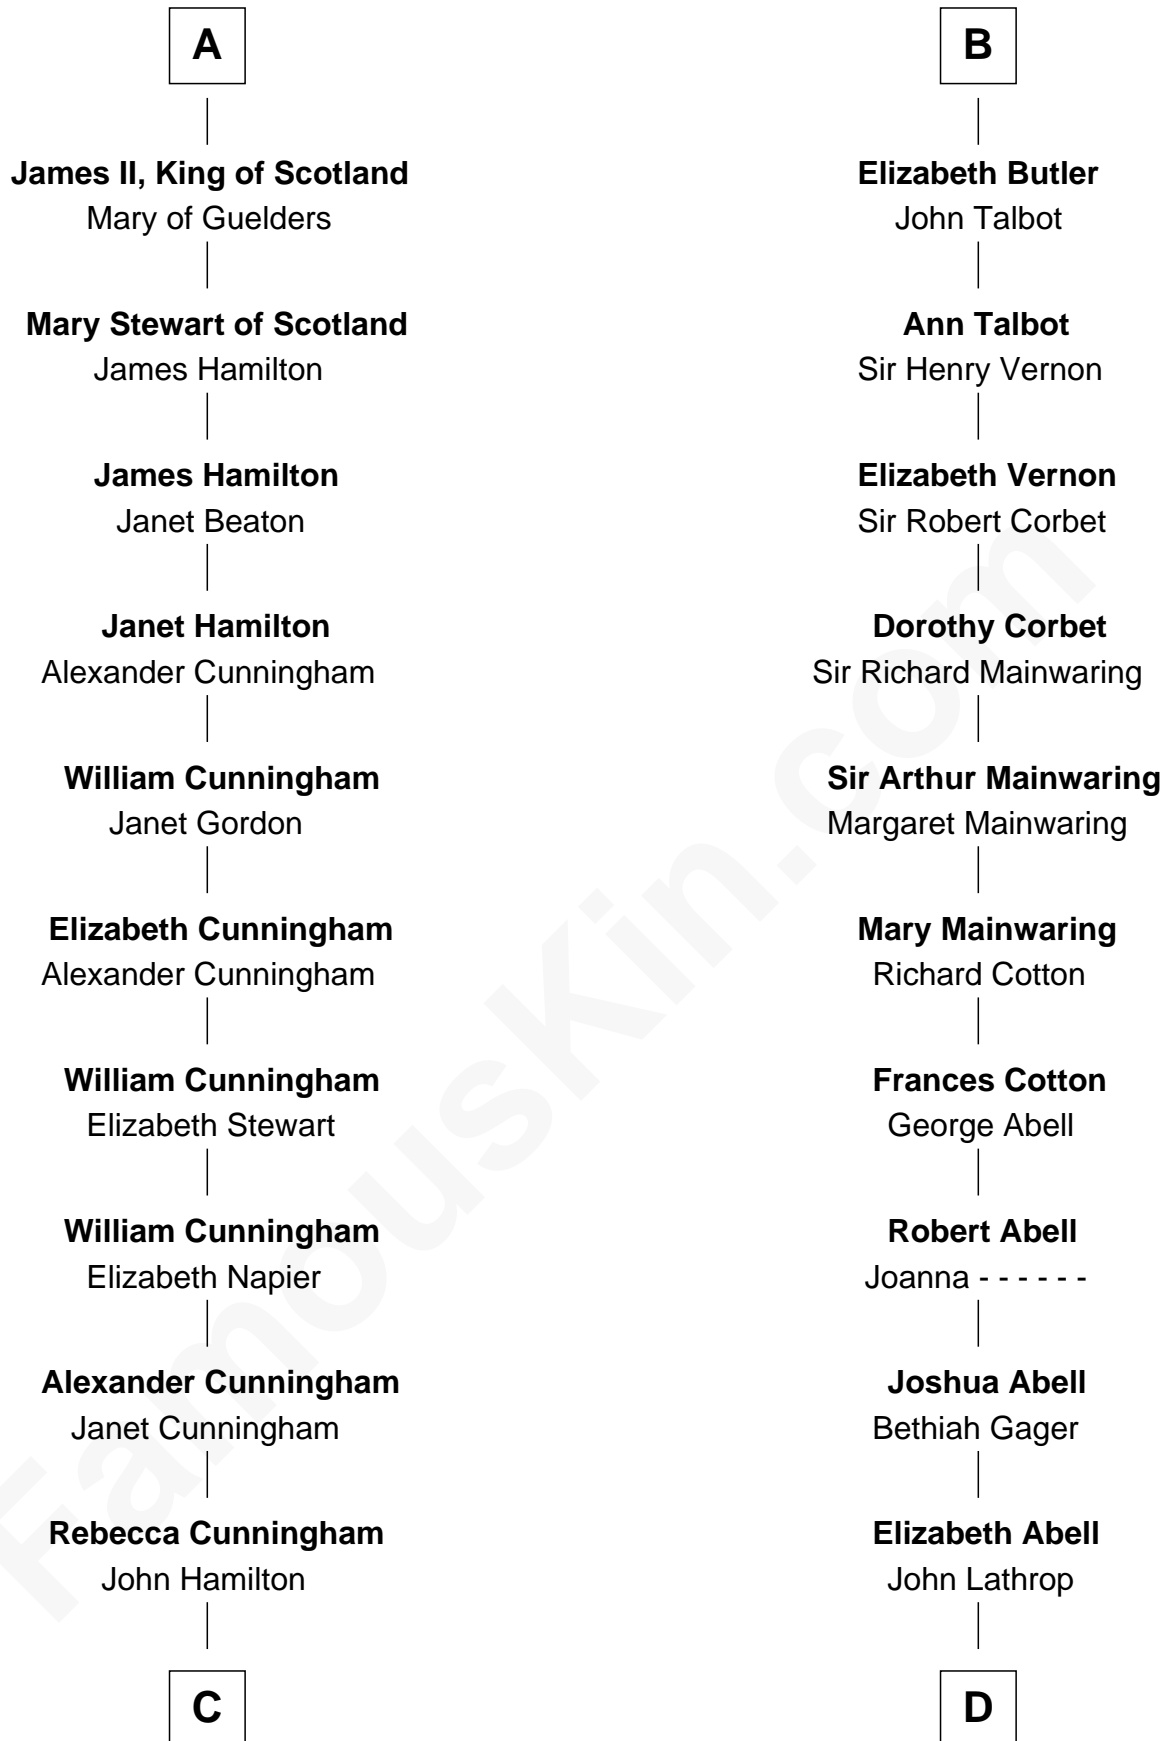 A
James II, King of Scotland
Mary of Guelders
Mary Stewart of Scotland
James Hamilton
James Hamilton
Janet Beaton
Janet Hamilton
Alexander Cunningham
William Cunningham
Janet Gordon
Elizabeth Cunningham
Alexander Cunningham
William Cunningham
Elizabeth Stewart
William Cunningham
Elizabeth Napier
Alexander Cunningham
Janet Cunningham
Rebecca Cunningham
John Hamilton
C
B
Elizabeth Butler
John Talbot
Ann Talbot
Sir Henry Vernon
Elizabeth Vernon
Sir Robert Corbet
Dorothy Corbet
Sir Richard Mainwaring
Sir Arthur Mainwaring
Margaret Mainwaring
Mary Mainwaring
Richard Cotton
Frances Cotton
George Abell
Robert Abell
Joanna - - - - - -
Joshua Abell
Bethiah Gager
Elizabeth Abell
John Lathrop
D
FamousKin.com